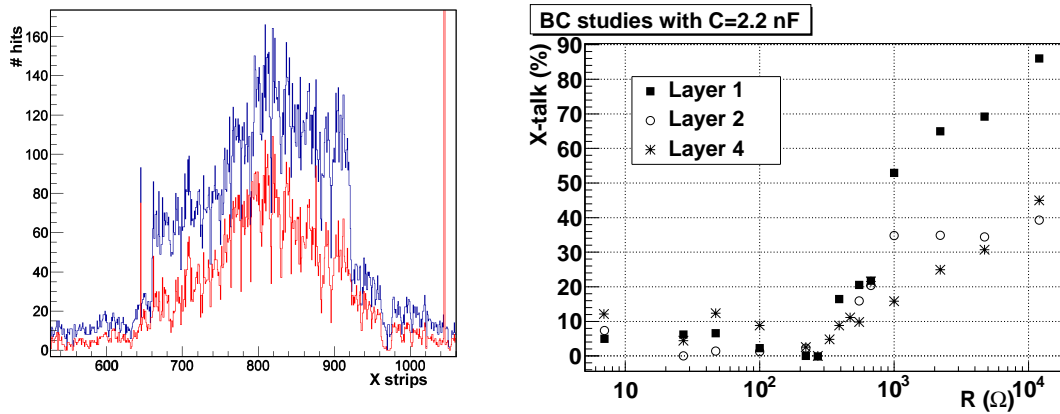 # hits
160
140
120
100
80
60
40
20
0
600 700 800 900 1000
X strips
BC studies with C=2.2 nF
X-talk (%)
90
80
70
60
50
40
30
20
10
0
Layer 1
Layer 2
Layer 4
10 10² 10³ 10⁴
R (Ω)